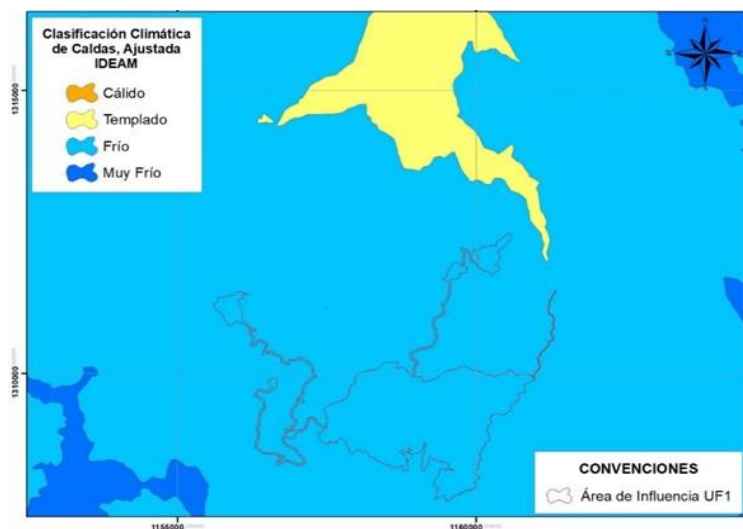 Clasificación Climática
de Caldas, Ajustada
IDEAM
Cálido
Templado
Frío
Muy Frío
N
1315000
1310000
CONVENCIONES
Área de Influencia UF1
1155000
1160000